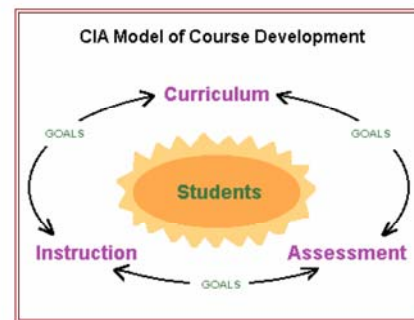 CIA Model of Course Development
Curriculum
GOALS
GOALS
Students
Instruction
Assessment
GOALS